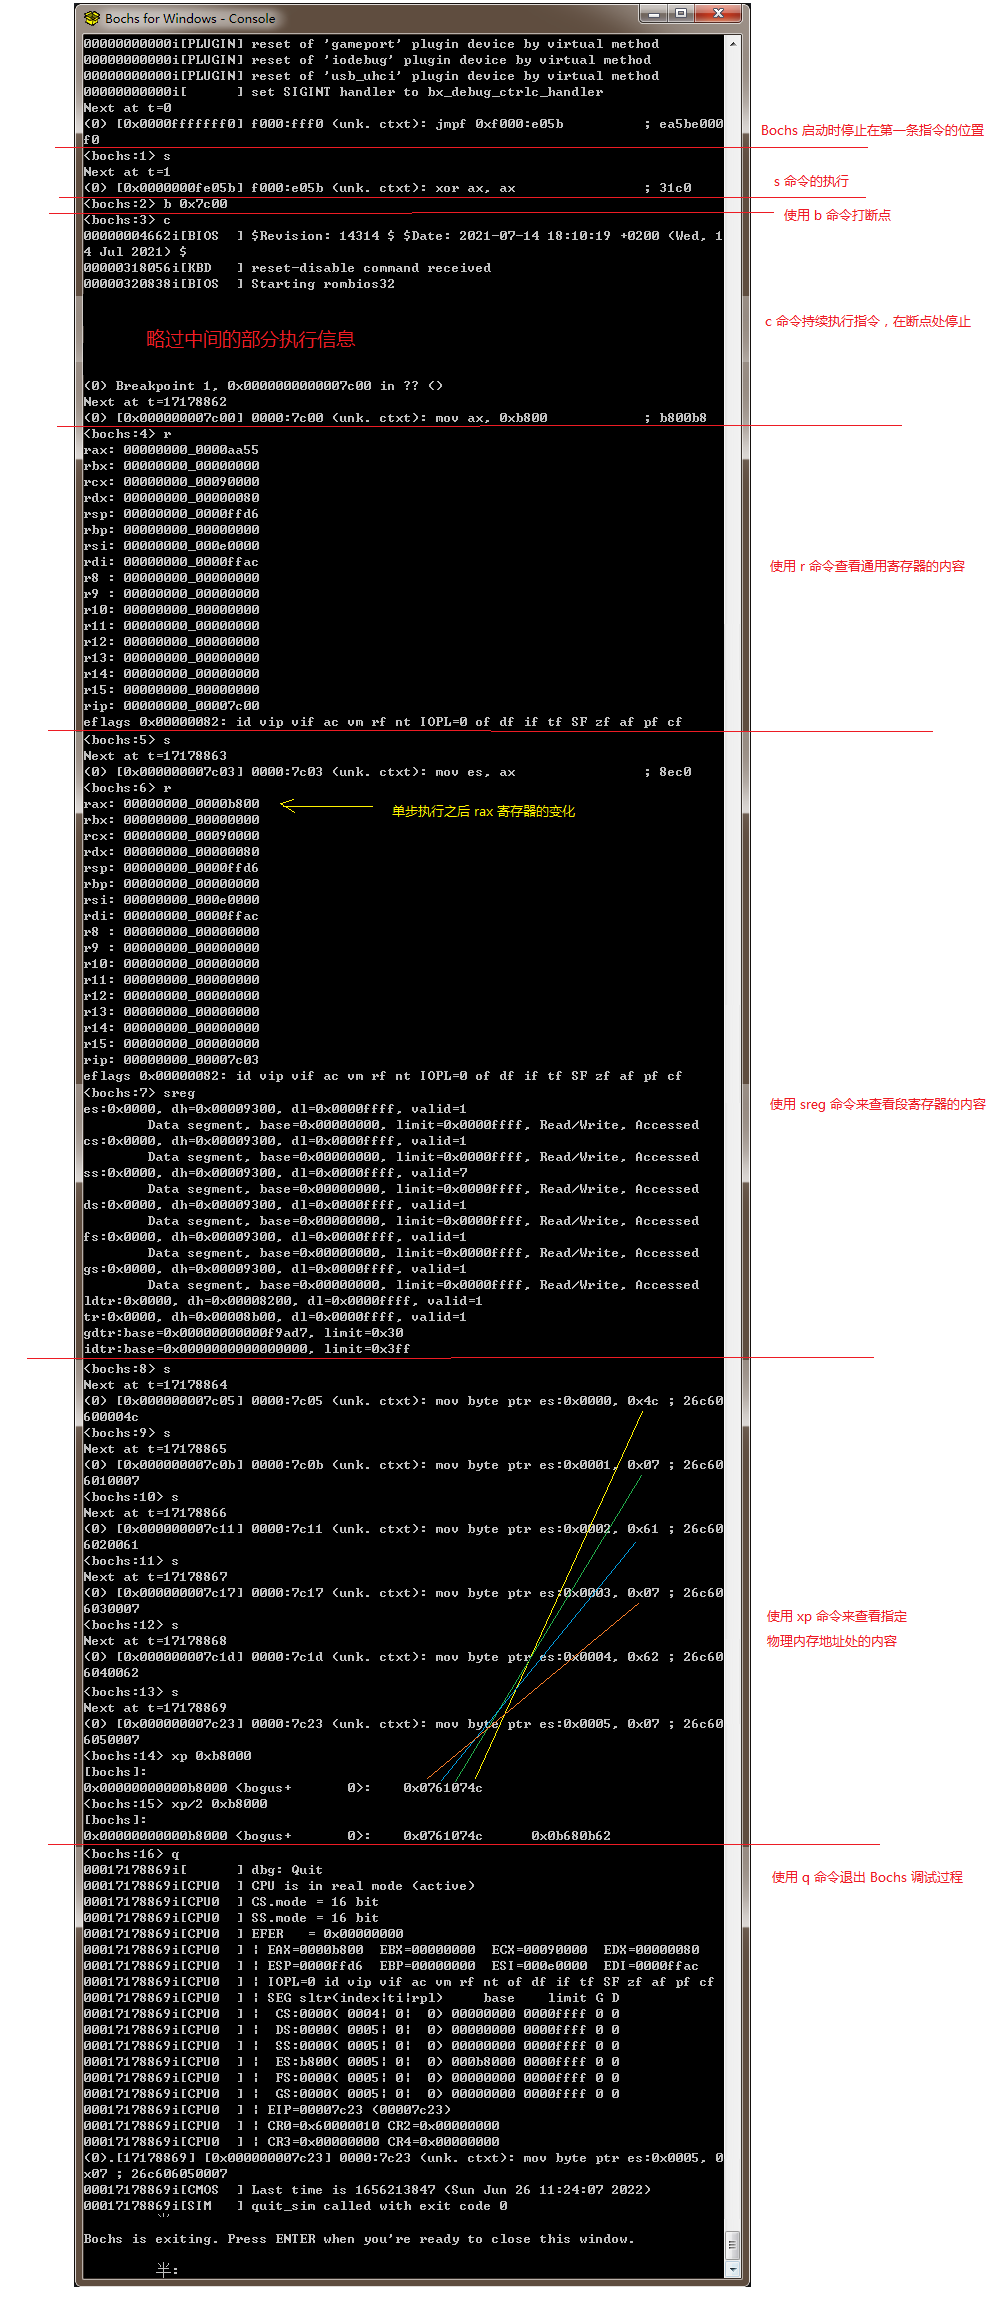 Bochs for Windows - Console
00000000000i[PLUGIN] reset of 'gameport' plugin device by virtual method
00000000000i[PLUGIN] reset of 'iodebug' plugin device by virtual method
00000000000i[PLUGIN] reset of 'usb_uhci' plugin device by virtual method
00000000000i[      ] set SIGINT handler to bx_debug_ctrlc_handler
Next at t=0
(0) [0x0000fffffff0] f000:fff0 (unk. ctxt): jmpf 0xf000:e05b          ; ea5be000
f0
Bochs 启动时停止在第一条指令的位置
<bochs:1> s
Next at t=1
(0) [0x0000000fe05b] f000:e05b (unk. ctxt): xor ax, ax                ; 31c0
s 命令的执行
<bochs:2> b 0x7c00
使用 b 命令打断点
<bochs:3> c
00000004662i[BIOS  ] $Revision: 14314 $ $Date: 2021-07-14 18:10:19 +0200 (Wed, 1
4 Jul 2021) $
00000318056i[KBD   ] reset-disable command received
00000320838i[BIOS  ] Starting rombios32
c 命令持续执行指令，在断点处停止
略过中间的部分执行信息
(0) Breakpoint 1, 0x0000000000007c00 in ?? ()
Next at t=17178862
(0) [0x000000007c00] 0000:7c00 (unk. ctxt): mov ax, 0xb800            ; b800b8
<bochs:4> r
rax: 00000000_0000aa55
rbx: 00000000_00000000
rcx: 00000000_00090000
rdx: 00000000_00000080
rsp: 00000000_0000ffd6
rbp: 00000000_00000000
rsi: 00000000_000e0000
rdi: 00000000_0000ffac
使用 r 命令查看通用寄存器的内容
r8 : 00000000_00000000
r9 : 00000000_00000000
r10: 00000000_00000000
r11: 00000000_00000000
r12: 00000000_00000000
r13: 00000000_00000000
r14: 00000000_00000000
r15: 00000000_00000000
rip: 00000000_00007c00
eflags 0x00000082: id vip vif ac vm rf nt IOPL=0 of df if tf SF zf af pf cf
<bochs:5> s
Next at t=17178863
(0) [0x000000007c03] 0000:7c03 (unk. ctxt): mov es, ax                ; 8ec0
<bochs:6> r
rax: 00000000_0000b800
单步执行之后 rax 寄存器的变化
rbx: 00000000_00000000
rcx: 00000000_00090000
rdx: 00000000_00000080
rsp: 00000000_0000ffd6
rbp: 00000000_00000000
rsi: 00000000_000e0000
rdi: 00000000_0000ffac
r8 : 00000000_00000000
r9 : 00000000_00000000
r10: 00000000_00000000
r11: 00000000_00000000
r12: 00000000_00000000
r13: 00000000_00000000
r14: 00000000_00000000
r15: 00000000_00000000
rip: 00000000_00007c03
eflags 0x00000082: id vip vif ac vm rf nt IOPL=0 of df if tf SF zf af pf cf
<bochs:7> sreg
使用 sreg 命令来查看段寄存器的内容
es:0x0000, dh=0x00009300, dl=0x0000ffff, valid=1
Data segment, base=0x00000000, limit=0x0000ffff, Read/Write, Accessed
cs:0x0000, dh=0x00009300, dl=0x0000ffff, valid=1
Data segment, base=0x00000000, limit=0x0000ffff, Read/Write, Accessed
ss:0x0000, dh=0x00009300, dl=0x0000ffff, valid=7
Data segment, base=0x00000000, limit=0x0000ffff, Read/Write, Accessed
ds:0x0000, dh=0x00009300, dl=0x0000ffff, valid=1
Data segment, base=0x00000000, limit=0x0000ffff, Read/Write, Accessed
fs:0x0000, dh=0x00009300, dl=0x0000ffff, valid=1
Data segment, base=0x00000000, limit=0x0000ffff, Read/Write, Accessed
gs:0x0000, dh=0x00009300, dl=0x0000ffff, valid=1
Data segment, base=0x00000000, limit=0x0000ffff, Read/Write, Accessed
ldtr:0x0000, dh=0x00008200, dl=0x0000ffff, valid=1
tr:0x0000, dh=0x00008b00, dl=0x0000ffff, valid=1
gdtr:base=0x00000000000f9ad7, limit=0x30
idtr:base=0x0000000000000000, limit=0x3ff
<bochs:8> s
Next at t=17178864
(0) [0x000000007c05] 0000:7c05 (unk. ctxt): mov byte ptr es:0x0000, 0x4c ; 26c60
600004c
<bochs:9> s
Next at t=17178865
(0) [0x000000007c0b] 0000:7c0b (unk. ctxt): mov byte ptr es:0x0001, 0x07 ; 26c60
6010007
<bochs:10> s
Next at t=17178866
(0) [0x000000007c11] 0000:7c11 (unk. ctxt): mov byte ptr es:0x0002, 0x61 ; 26c60
6020061
<bochs:11> s
Next at t=17178867
(0) [0x000000007c17] 0000:7c17 (unk. ctxt): mov byte ptr es:0x0003, 0x07 ; 26c60
6030007
<bochs:12> s
Next at t=17178868
(0) [0x000000007c1d] 0000:7c1d (unk. ctxt): mov byte ptr es:0x0004, 0x62 ; 26c60
6040062
使用 xp 命令来查看指定
物理内存地址处的内容
<bochs:13> s
Next at t=17178869
(0) [0x000000007c23] 0000:7c23 (unk. ctxt): mov byte ptr es:0x0005, 0x07 ; 26c60
6050007
<bochs:14> xp 0xb8000
[bochs]:
0x00000000000b8000 <bogus+       0>:    0x0761074c
<bochs:15> xp/2 0xb8000
[bochs]:
0x00000000000b8000 <bogus+       0>:    0x0761074c      0x0b680b62
<bochs:16> q
使用 q 命令退出 Bochs 调试过程
00017178869i[      ] dbg: Quit
00017178869i[CPU0  ] CPU is in real mode (active)
00017178869i[CPU0  ] CS.mode = 16 bit
00017178869i[CPU0  ] SS.mode = 16 bit
00017178869i[CPU0  ] EFER   = 0x00000000
00017178869i[CPU0  ] | EAX=0000b800  EBX=00000000  ECX=00090000  EDX=00000080
00017178869i[CPU0  ] | ESP=0000ffd6  EBP=00000000  ESI=000e0000  EDI=0000ffac
00017178869i[CPU0  ] | IOPL=0 id vip vif ac vm rf nt of df if tf SF zf af pf cf
00017178869i[CPU0  ] | SEG sltr(index|ti|rpl)     base    limit G D
00017178869i[CPU0  ] |  CS:0000( 0004| 0|  0) 00000000 0000ffff 0 0
00017178869i[CPU0  ] |  DS:0000( 0005| 0|  0) 00000000 0000ffff 0 0
00017178869i[CPU0  ] |  SS:0000( 0005| 0|  0) 00000000 0000ffff 0 0
00017178869i[CPU0  ] |  ES:b800( 0005| 0|  0) 000b8000 0000ffff 0 0
00017178869i[CPU0  ] |  FS:0000( 0005| 0|  0) 00000000 0000ffff 0 0
00017178869i[CPU0  ] |  GS:0000( 0005| 0|  0) 00000000 0000ffff 0 0
00017178869i[CPU0  ] | EIP=00007c23 (00007c23)
00017178869i[CPU0  ] | CR0=0x60000010 CR2=0x00000000
00017178869i[CPU0  ] | CR3=0x00000000 CR4=0x00000000
(0).[17178869] [0x000000007c23] 0000:7c23 (unk. ctxt): mov byte ptr es:0x0005, 0
x07 ; 26c606050007
00017178869i[CMOS  ] Last time is 1656213847 (Sun Jun 26 11:24:07 2022)
00017178869i[SIM   ] quit_sim called with exit code 0
Bochs is exiting. Press ENTER when you're ready to close this window.
半: